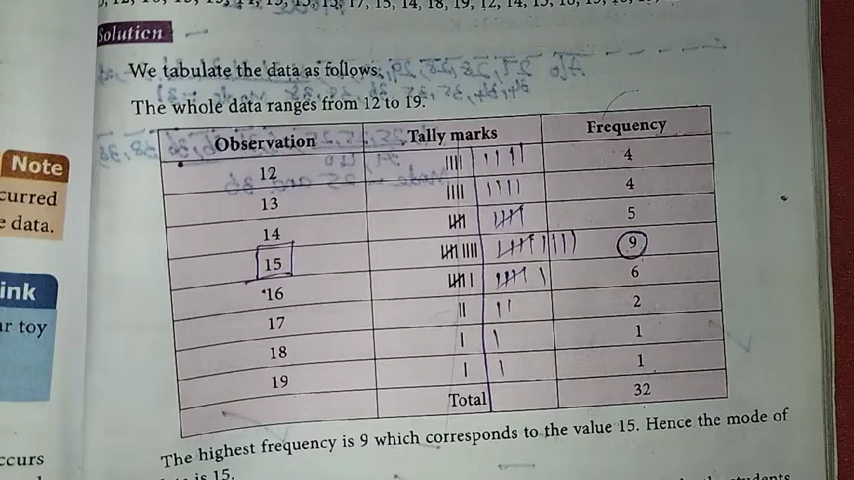 Solution
We tabulate the data as follows.
The whole data ranges from 12 to 19.
Observation Tally marks Frequency
12 4
13 4
14 5
15 9
16 6
17 2
18 1
19 1
Total 32
The highest frequency is 9 which corresponds to the value 15. Hence the mode of
is 15.
Note
curred
e data.
ink
ar toy
ccurs